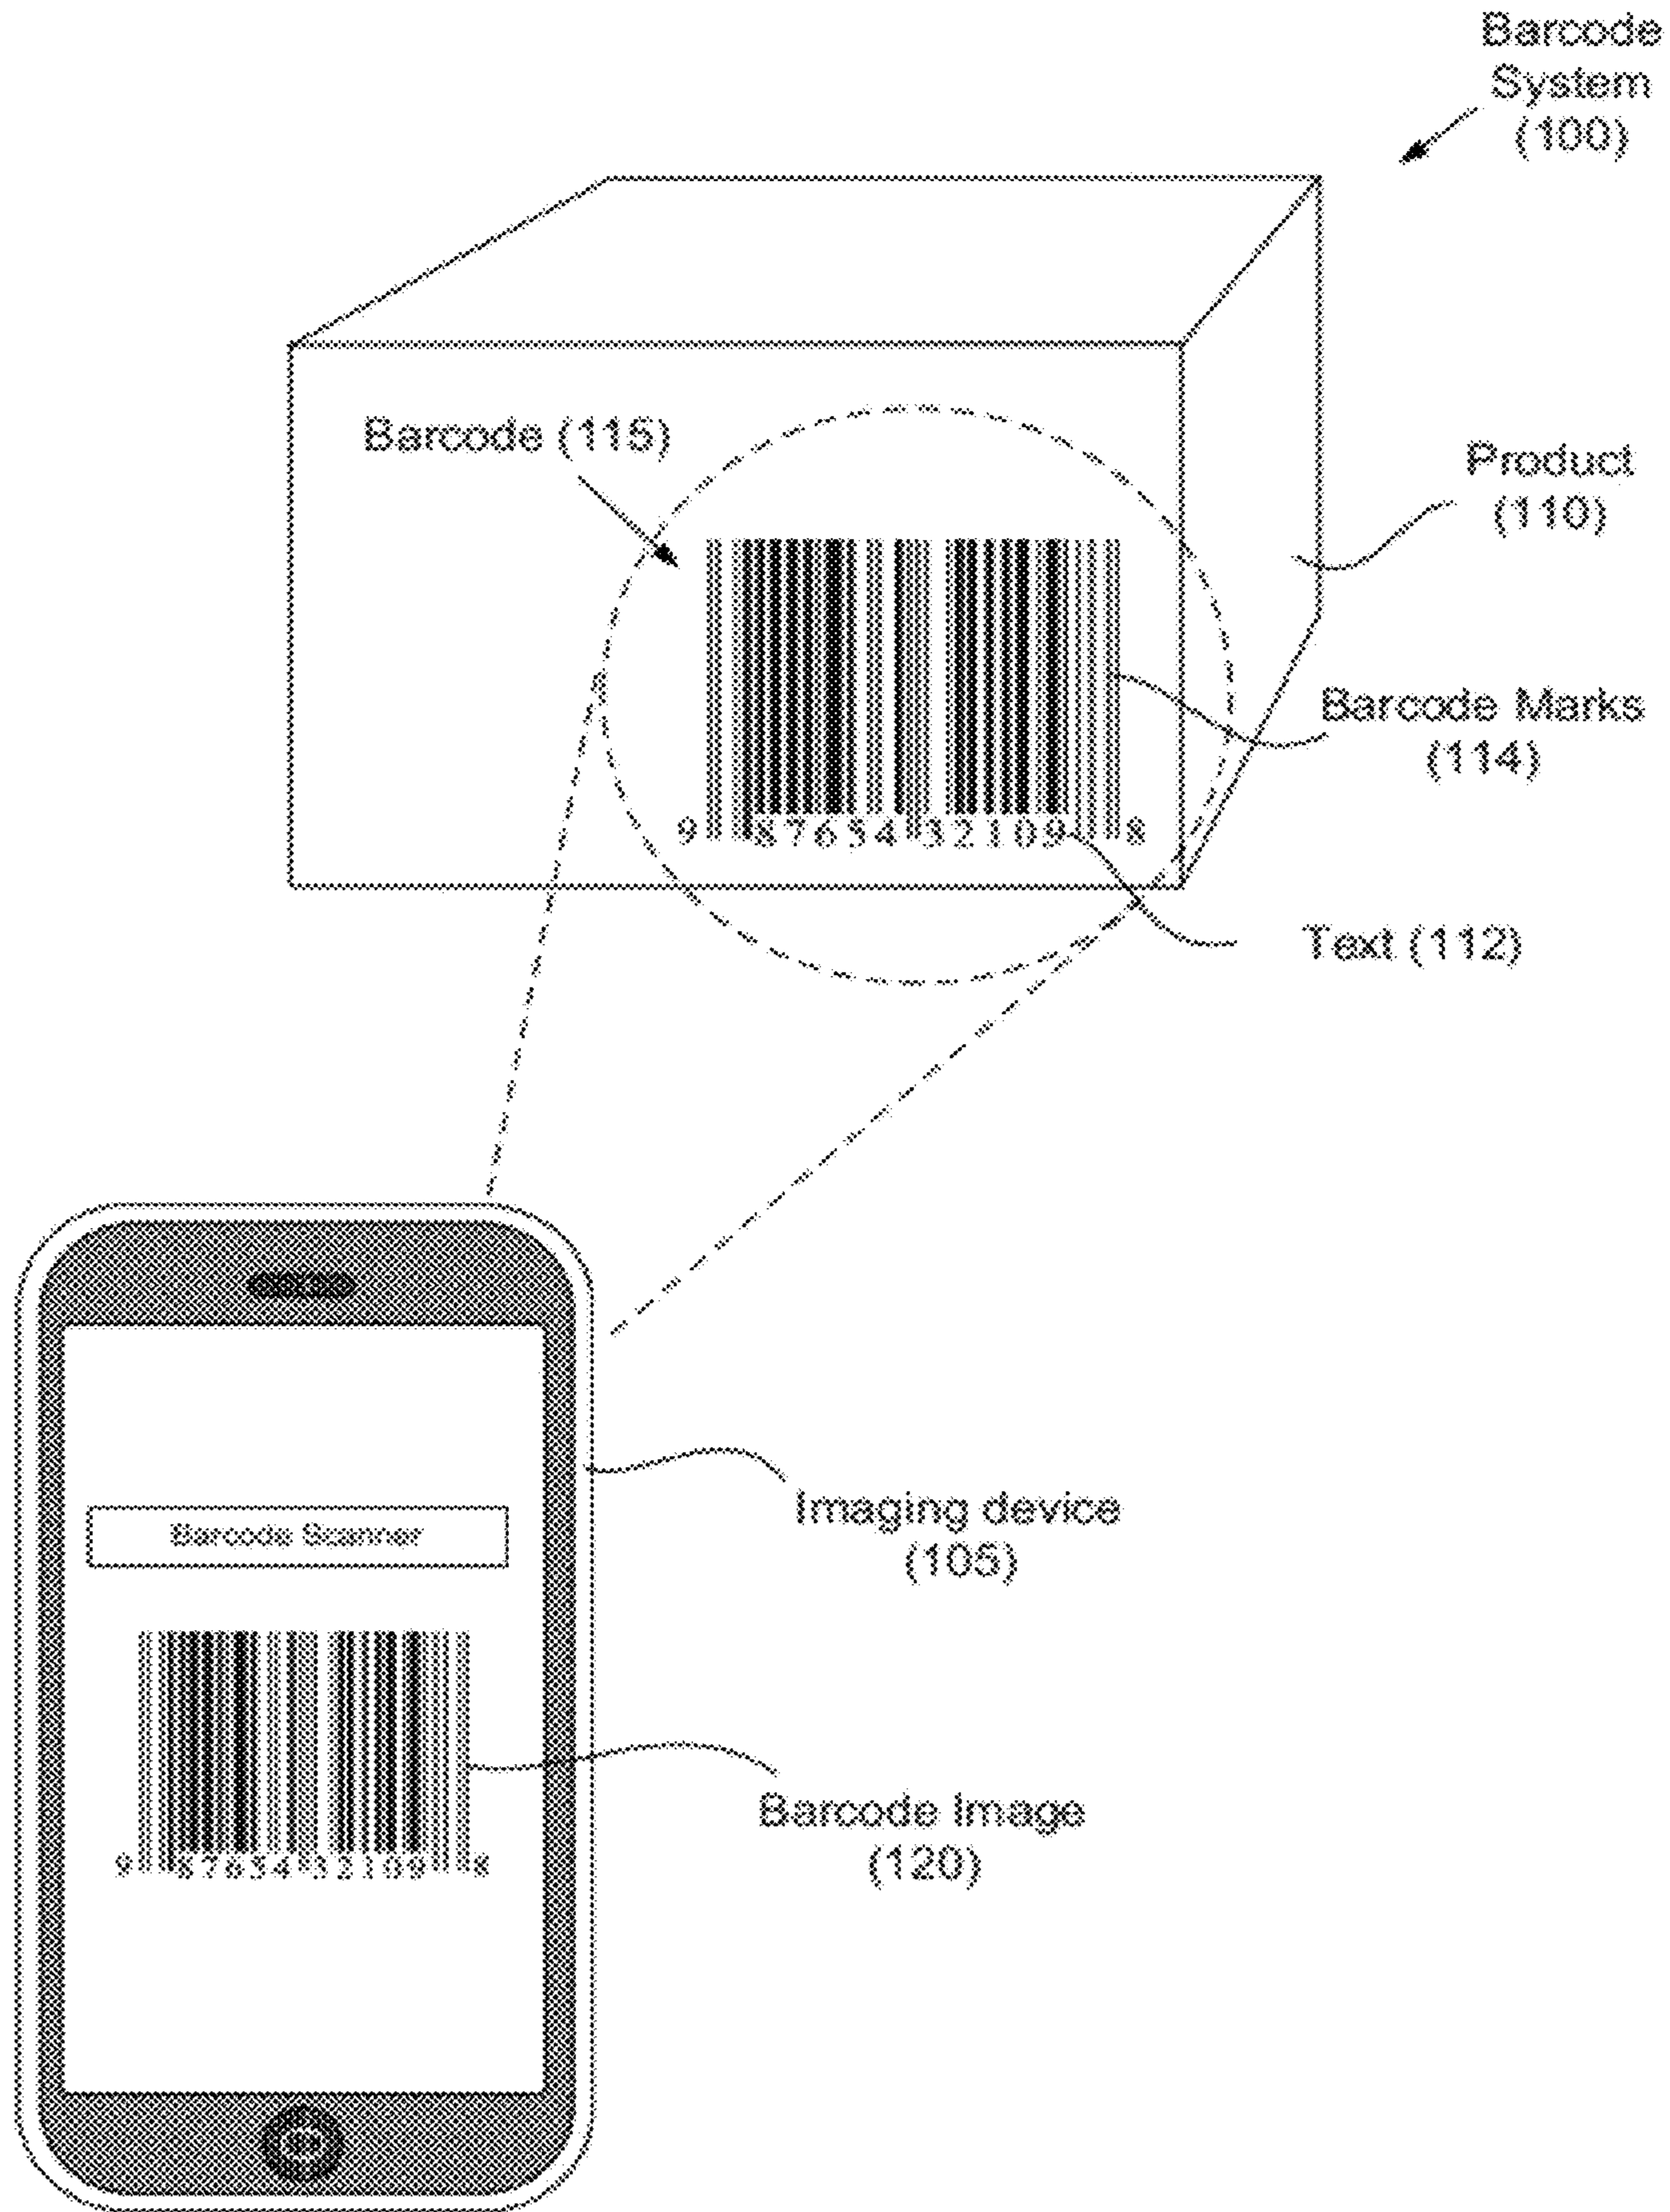 Barcode
System
(100)
Barcode (115)
Product
(110)
Barcode Marks
(114)
9 87654 32109 8
Text (112)
Imaging device
(105)
Barcode Scanner
Barcode Image
(120)
9 87654 32109 8